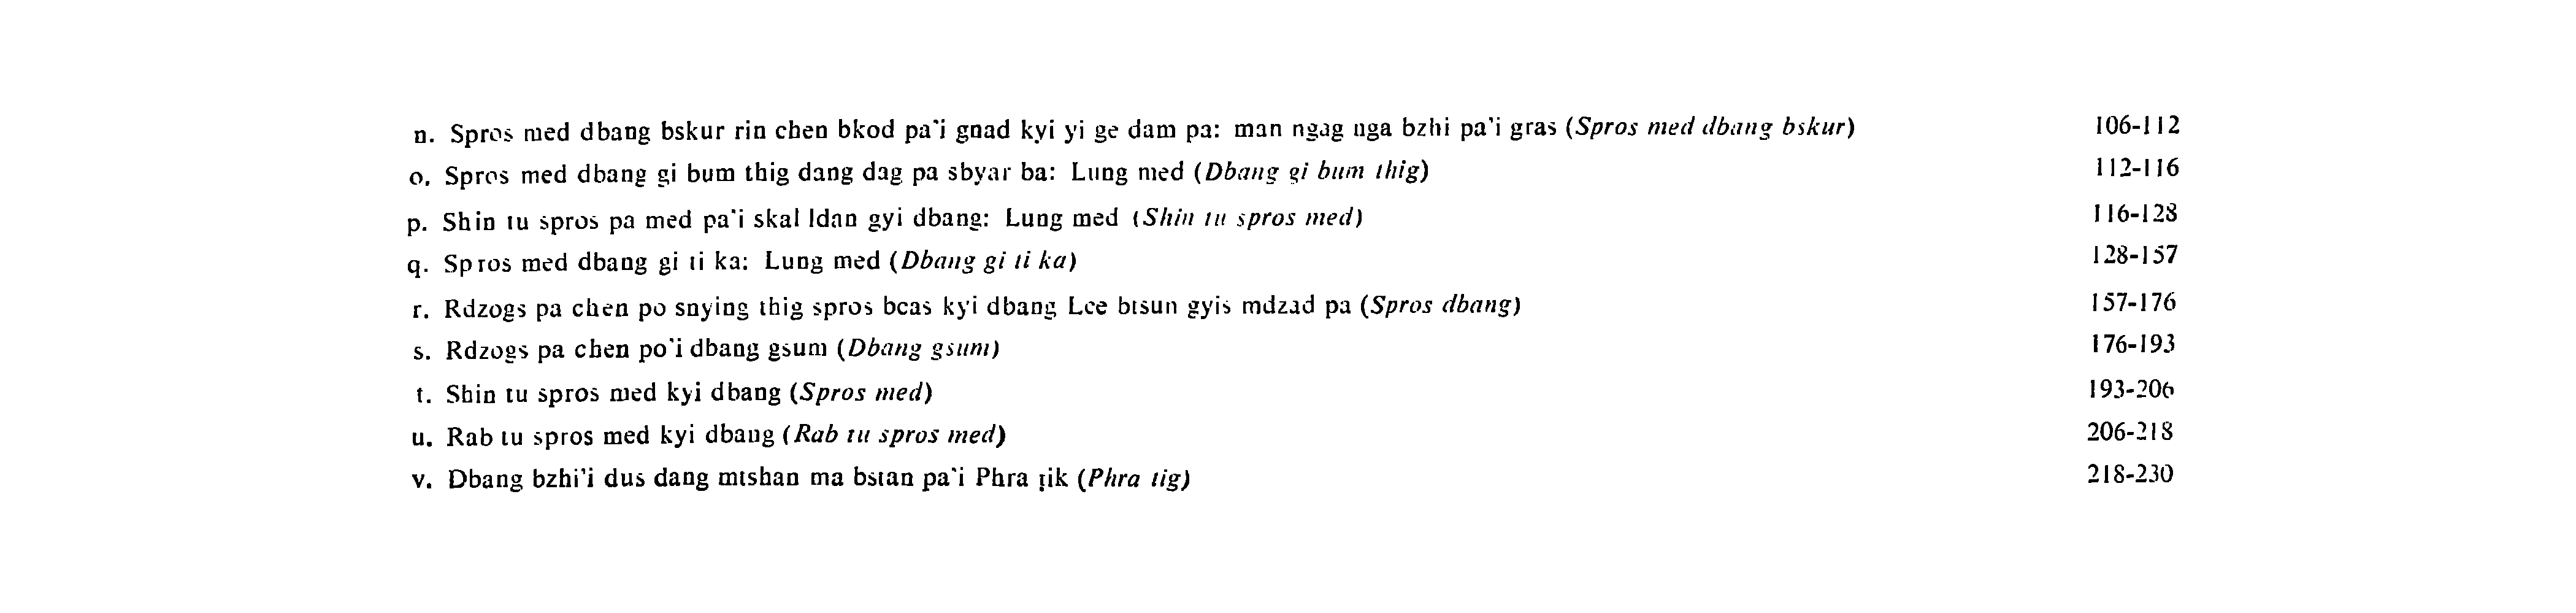 n. Spros med dbang bskur rin chen bkod pa'i gnad kyi yi ge dam pa: man ngag nga bzhi pa'i gras (Spros med dbang bskur) 106-112
o. Spros med dbang gi bum thig dang dag pa sbyar ba: Lung med (Dbang gi bum thig) 112-116
p. Shin tu spros pa med pa'i skal ldan gyi dbang: Lung med (Shin tu spros med) 116-128
q. Spros med dbang gi ti ka: Lung med (Dbang gi ti ka) 128-157
r. Rdzogs pa chen po snying thig spros bcas kyi dbang Lce btsun gyis mdzad pa (Spros dbang) 157-176
s. Rdzogs pa chen po'i dbang gsum (Dbang gsum) 176-193
t. Shin tu spros med kyi dbang (Spros med) 193-206
u. Rab tu spros med kyi dbang (Rab tu spros med) 206-218
v. Dbang bzhi'i dus dang mtshan ma bstan pa'i Phra ṭik (Phra tig) 218-230